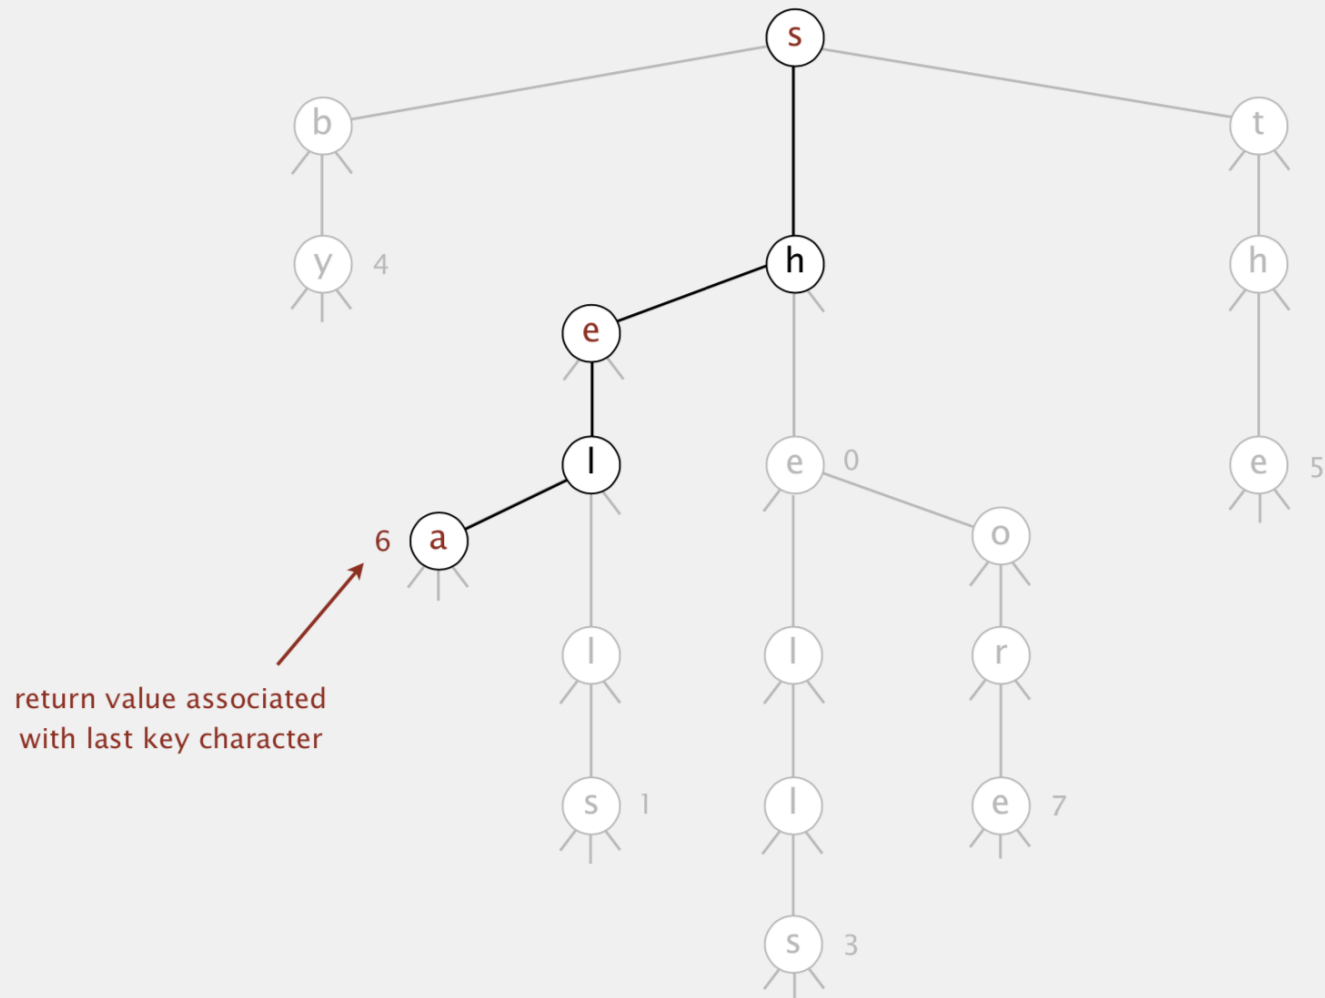 s
b
t
y 4
h
h
e
l
e 0
e 5
6 a
o
l
l
r
return value associated
with last key character
s 1
l
e 7
s 3